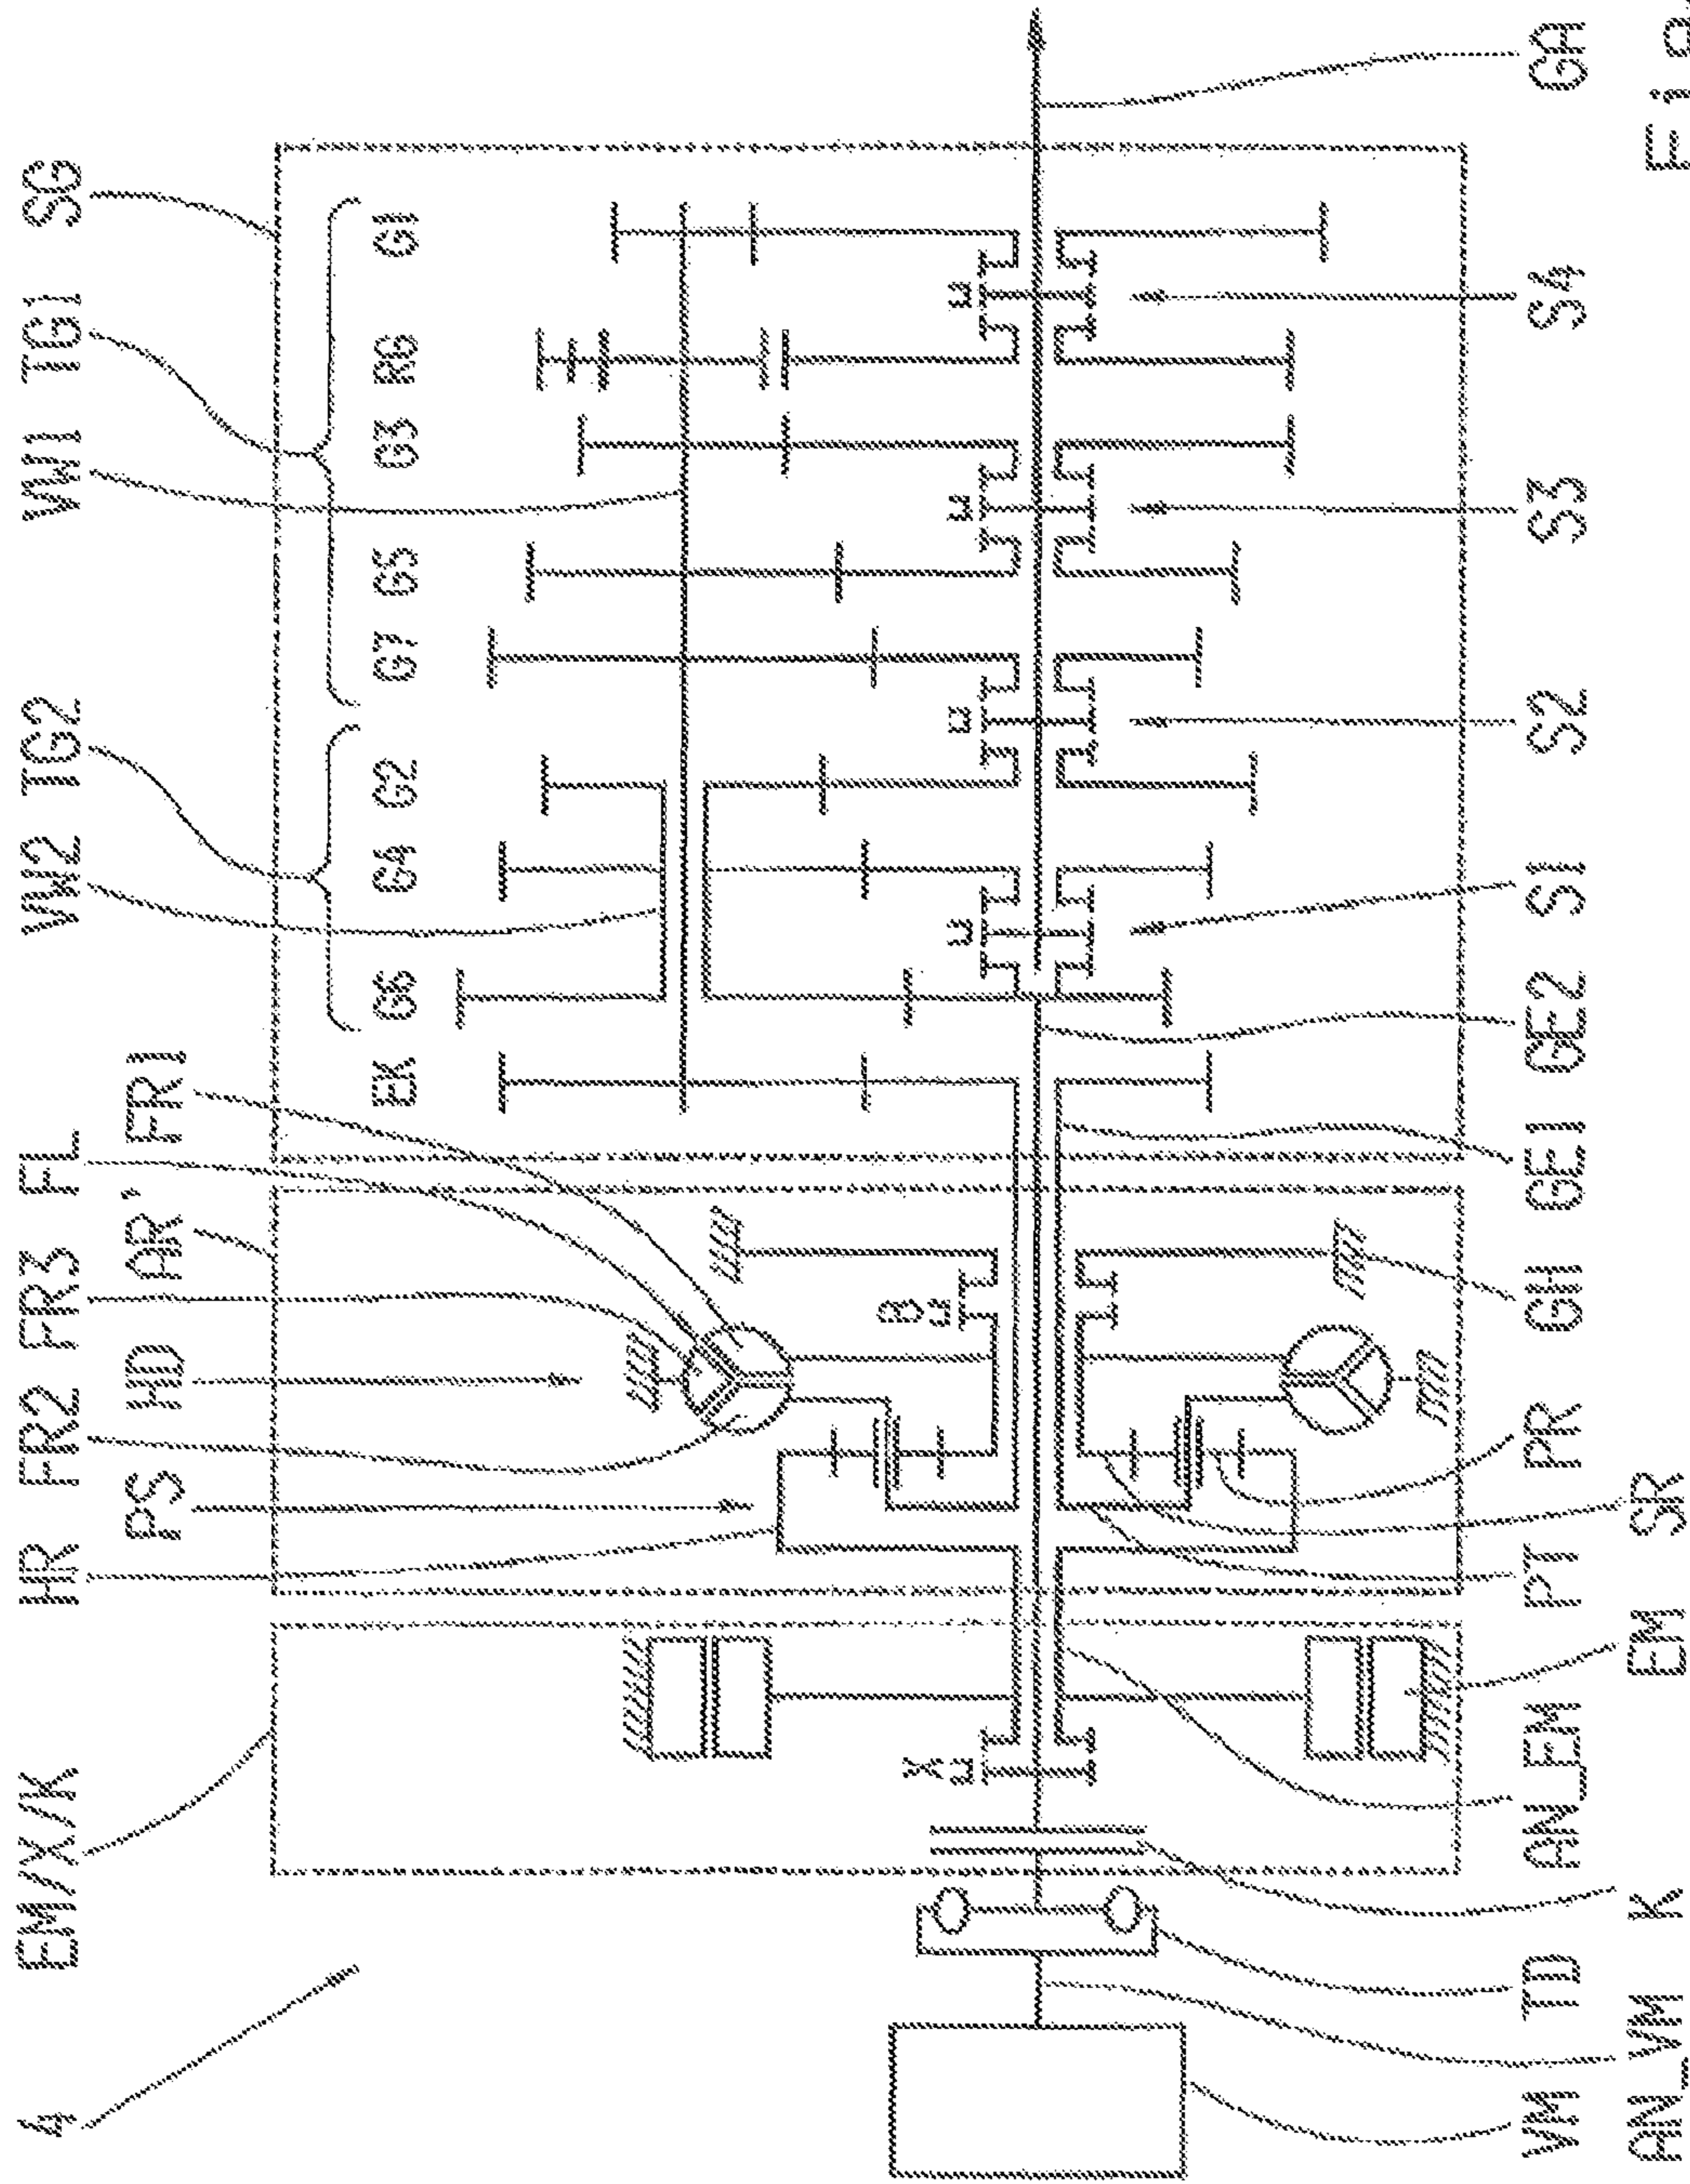 4 EM/X/K HR FR2 FR3 FL VW2 TG2 VW1 TG1 SG
PS HD AR' FR1
EK G6 G4 G2 G7 G5 G3 RG G1
B
X
VM TD AN_EM PT PR GH GE1 GE2 S1 S2 S3 S4 GA
AN_VM K EM SR
Fig